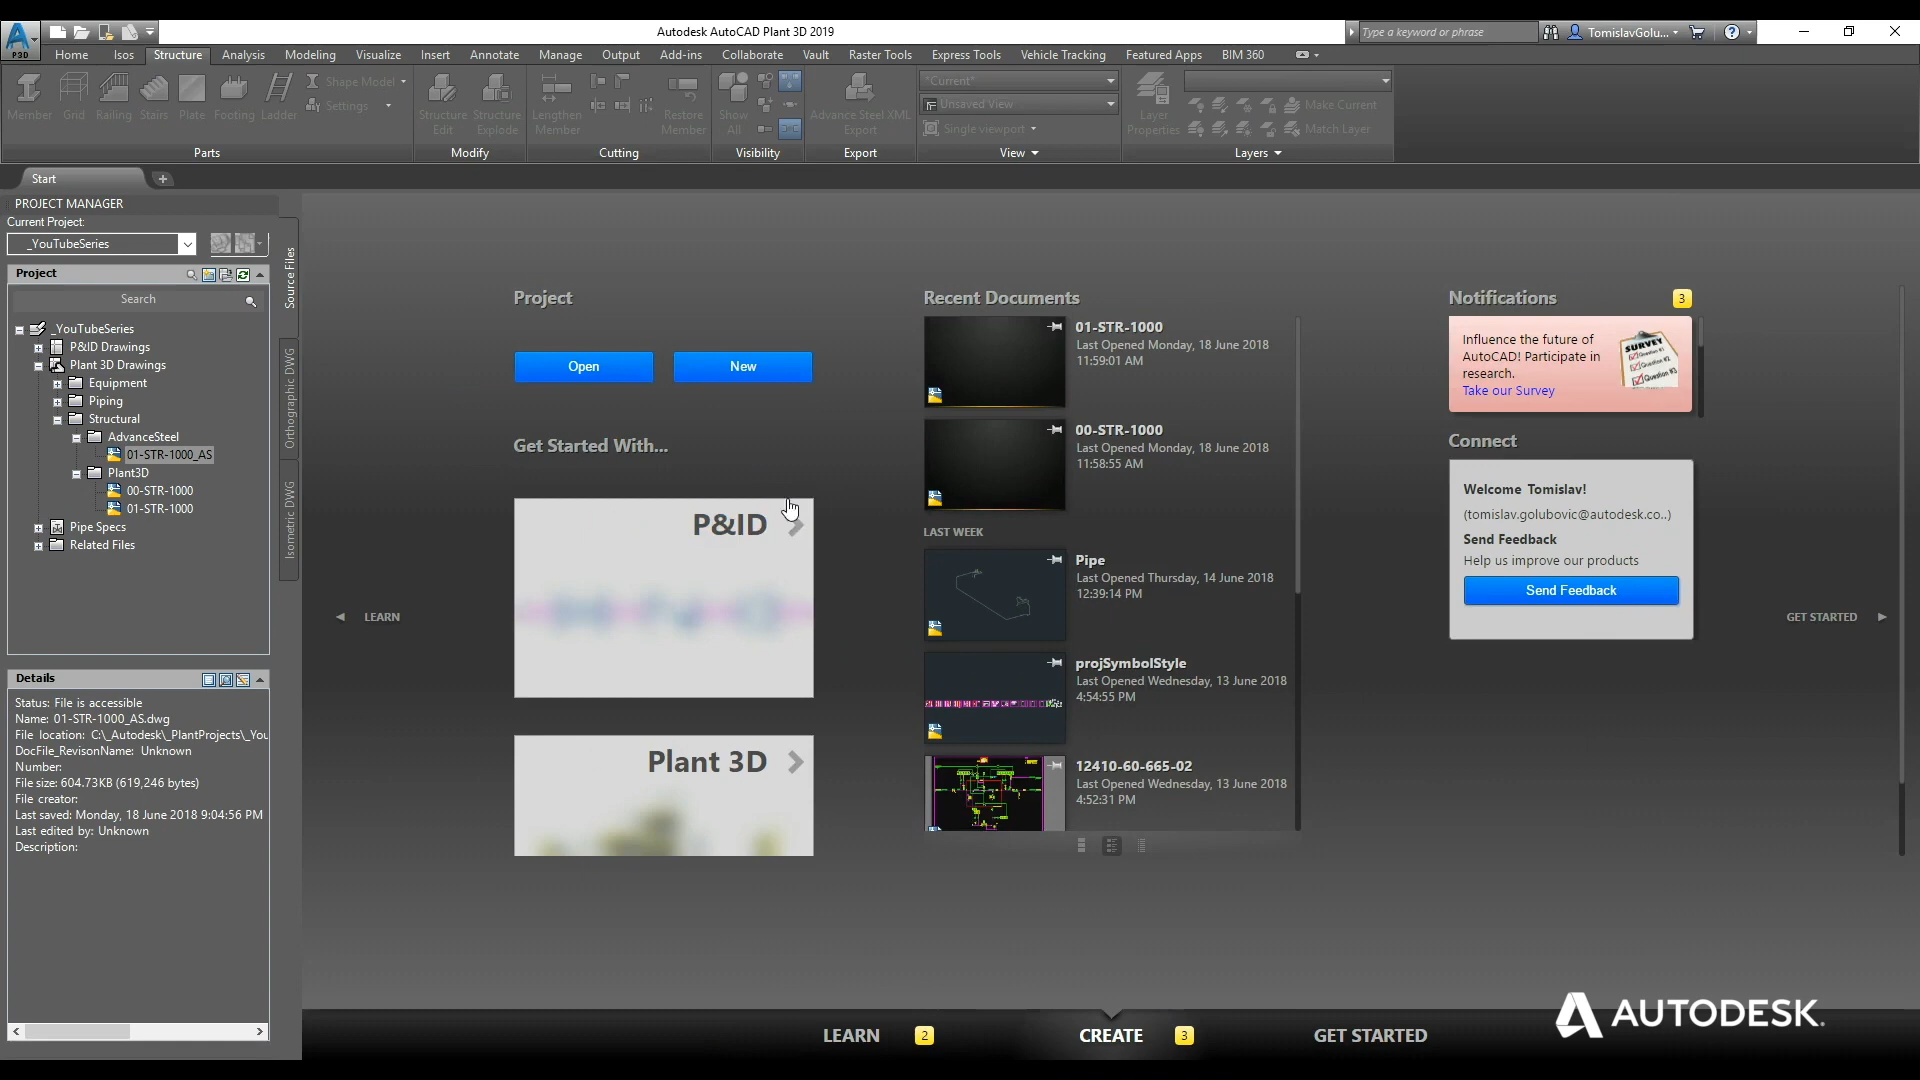 Autodesk AutoCAD Plant 3D 2019
Type a keyword or phrase
TomislavGolu...
P3D
Home Isos Structure Analysis Modeling Visualize Insert Annotate Manage Output Add-ins Collaborate Vault Raster Tools Express Tools Vehicle Tracking Featured Apps BIM 360
Member Grid Railing Stairs Plate Footing Ladder
Shape Model
Settings
Parts
Structure Edit
Structure Explode
Modify
Lengthen Member
Restore Member
Cutting
Show All
Visibility
Advance Steel XML Export
Export
*Current*
Unsaved View
Single viewport
View
Layer Properties
Make Current
Match Layer
Layers
Start
PROJECT MANAGER
Current Project:
_YouTubeSeries
Project
Search
_YouTubeSeries
P&ID Drawings
Plant 3D Drawings
Equipment
Piping
Structural
AdvanceSteel
01-STR-1000_AS
Plant3D
00-STR-1000
01-STR-1000
Pipe Specs
Related Files
Source Files
Orthographic DWG
Isometric DWG
Details
Status: File is accessible
Name: 01-STR-1000_AS.dwg
File location: C:\_Autodesk\_PlantProjects\_You
DocFile_RevisonName: Unknown
Number:
File size: 604.73KB (619,246 bytes)
File creator:
Last saved: Monday, 18 June 2018 9:04:56 PM
Last edited by: Unknown
Description:
LEARN
Project
Open New
Get Started With...
P&ID
Plant 3D
Recent Documents
01-STR-1000
Last Opened Monday, 18 June 2018
11:59:01 AM
00-STR-1000
Last Opened Monday, 18 June 2018
11:58:55 AM
LAST WEEK
Pipe
Last Opened Thursday, 14 June 2018
12:39:14 PM
projSymbolStyle
Last Opened Wednesday, 13 June 2018
4:54:55 PM
12410-60-665-02
Last Opened Wednesday, 13 June 2018
4:52:31 PM
Notifications 3
Influence the future of
AutoCAD! Participate in
research.
Take our Survey
SURVEY
Question #1
Question #2
Question #3
Connect
Welcome Tomislav!
(tomislav.golubovic@autodesk.co..)
Send Feedback
Help us improve our products
Send Feedback
GET STARTED
LEARN 2 CREATE 3 GET STARTED
AUTODESK.